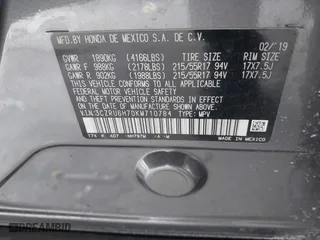 MFD. BY HONDA DE MEXICO S.A. DE C.V. 02/'19
GVWR 1890KG (4166LBS) TIRE SIZE RIM SIZE
GAWR F 988KG (2178LBS) 215/55R17 94V 17X7.5J
GAWR R 902KG (1988LBS) 215/55R17 94V 17X7.5J
THIS VEHICLE CONFORMS TO ALL APPLICABLE
FEDERAL MOTOR VEHICLE SAFETY AND THEFT
PREVENTION STANDARDS IN EFFECT ON THE
DATE OF MANUFACTURE SHOWN ABOVE.
V.I.N:3CZRU6H70KM710784 TYPE: MPV
MADE IN MEXICO
DREAMBID